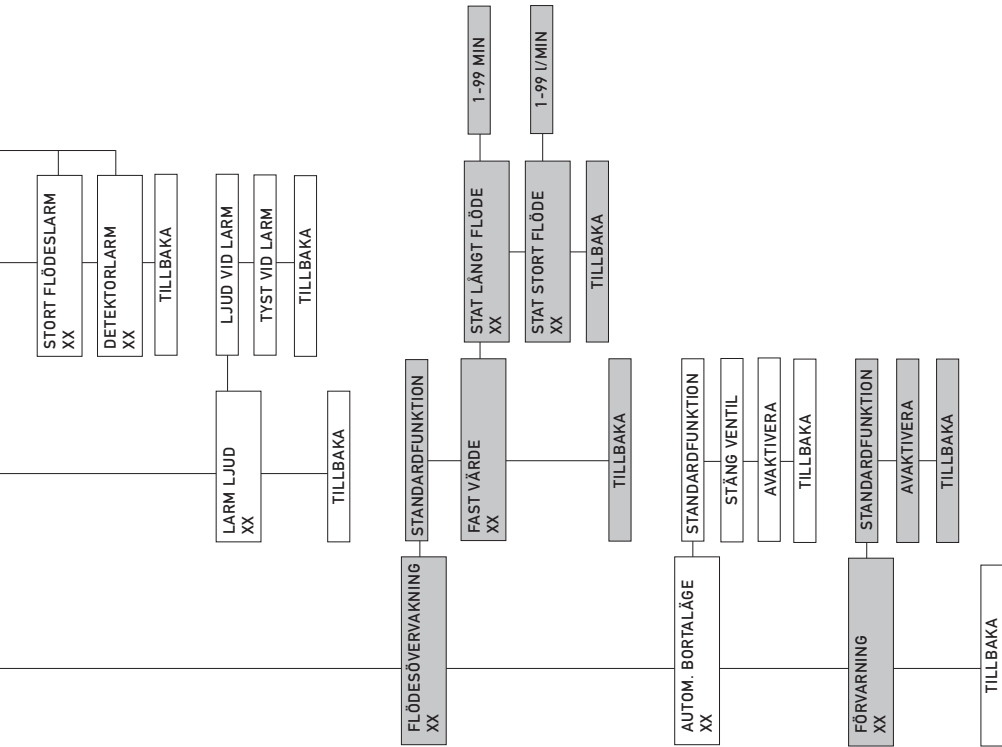 STORT FLÖDESLARM
XX
DETEKTORLARM
XX
TILLBAKA
LARM LJUD
XX
LJUD VID LARM
TYST VID LARM
TILLBAKA
TILLBAKA
FLÖDESÖVERVAKNING
XX
STANDARDFUNKTION
FAST VÄRDE
XX
STAT LÅNGT FLÖDE
XX
1-99 MIN
STAT STORT FLÖDE
XX
1-99 l/MIN
TILLBAKA
TILLBAKA
AUTOM. BORTALÄGE
XX
STANDARDFUNKTION
STÄNG VENTIL
AVAKTIVERA
TILLBAKA
FÖRVARNING
XX
STANDARDFUNKTION
AVAKTIVERA
TILLBAKA
TILLBAKA